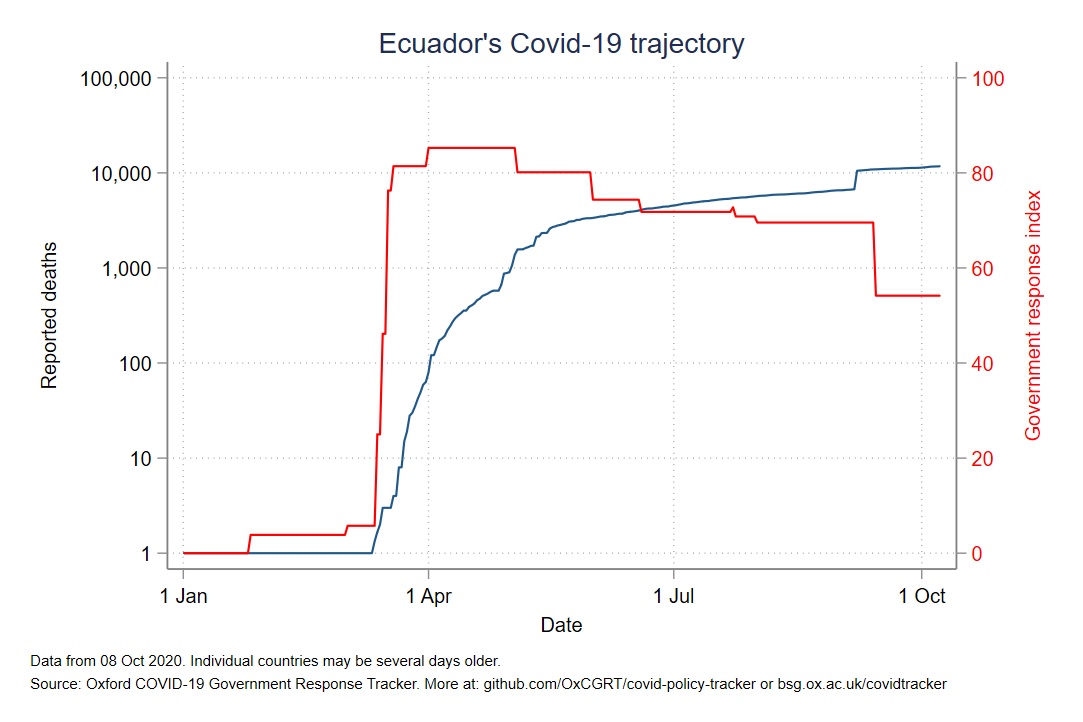 Ecuador's Covid-19 trajectory
100,000
10,000
1,000
100
10
1
Reported deaths
100
80
60
40
20
0
Government response index
1 Jan
1 Apr
1 Jul
1 Oct
Date
Data from 08 Oct 2020. Individual countries may be several days older.
Source: Oxford COVID-19 Government Response Tracker. More at: github.com/OxCGRT/covid-policy-tracker or bsg.ox.ac.uk/covidtracker